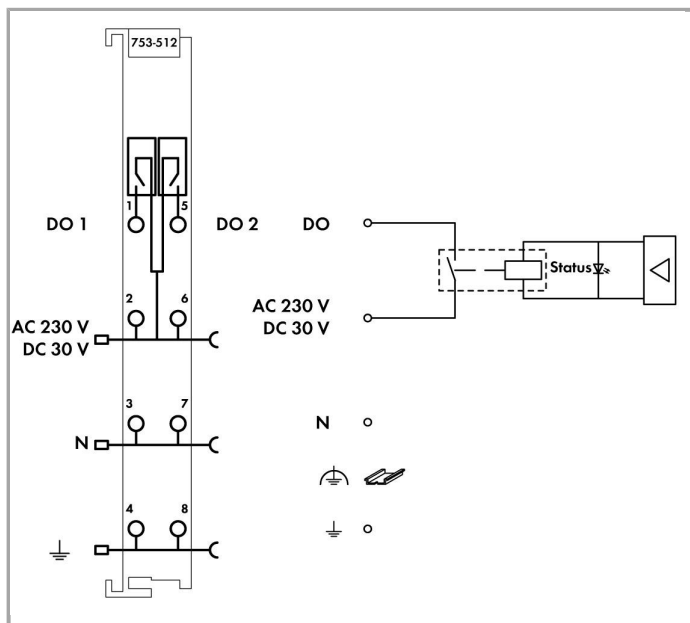 753-512
1 5
DO 1 DO 2 DO
Status
2 6
AC 230 V
DC 30 V
AC 230 V
DC 30 V
3 7
N
N
4 8